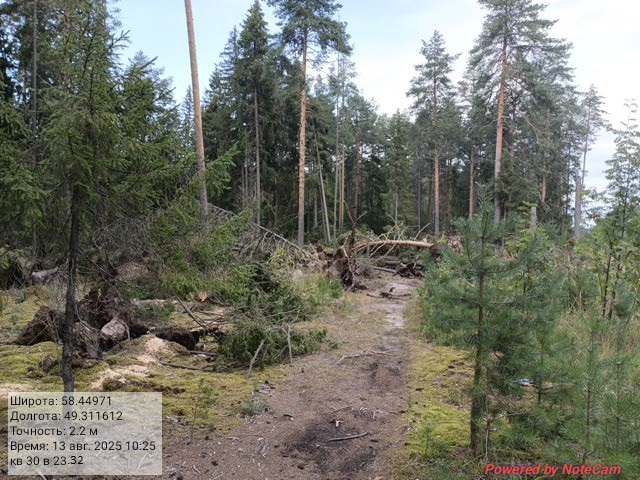 Широта: 58.44971
Долгота: 49.311612
Точность: 2.2 m
Время: 13 авг. 2025 10:25
кв 30 в 23.32
Powered by NoteCam